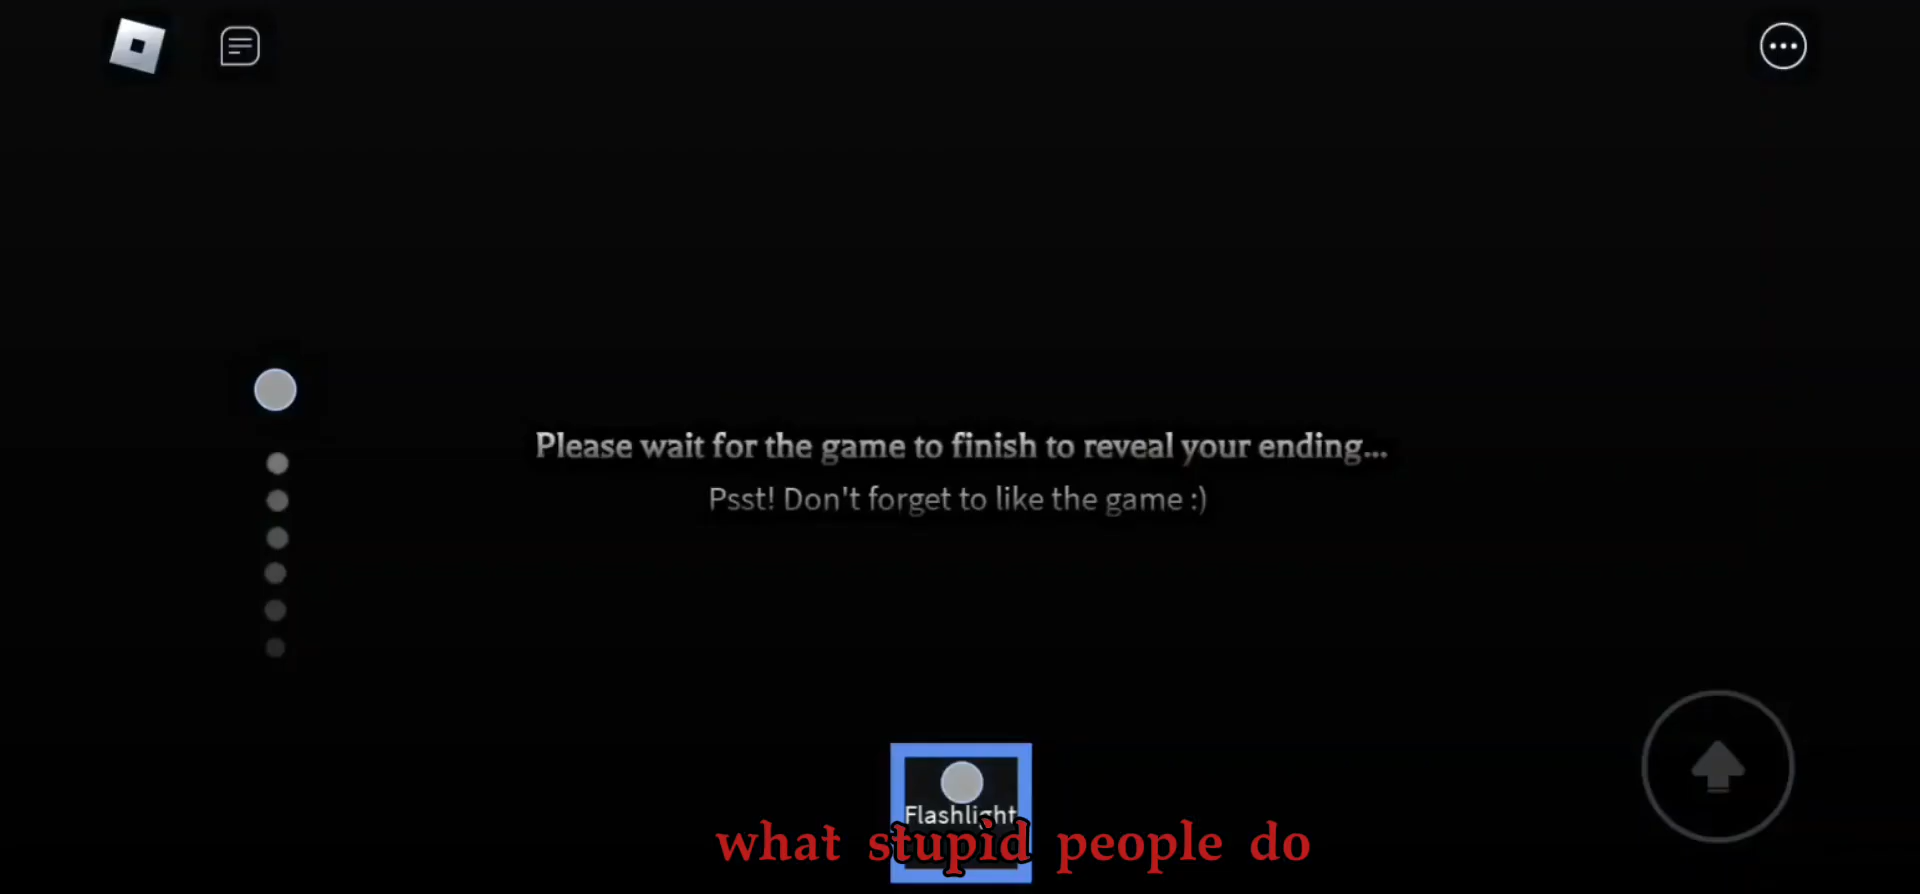 Please wait for the game to finish to reveal your ending...
Psst! Don't forget to like the game :)
Flashlight
what stupid people do